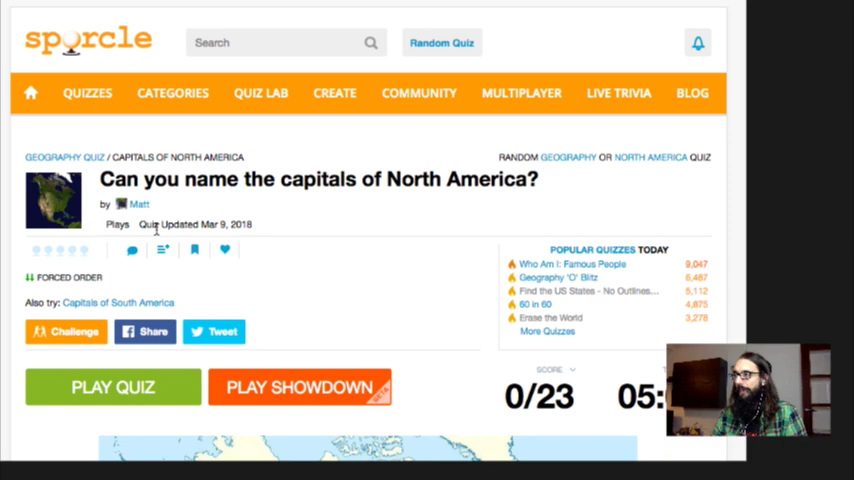 sporcle
Search
Random Quiz
QUIZZES CATEGORIES QUIZ LAB CREATE COMMUNITY MULTIPLAYER LIVE TRIVIA BLOG
GEOGRAPHY QUIZ / CAPITALS OF NORTH AMERICA
RANDOM GEOGRAPHY OR NORTH AMERICA QUIZ
Can you name the capitals of North America?
by Matt
Plays Quiz Updated Mar 9, 2018
POPULAR QUIZZES TODAY
Who Am I: Famous People 9,047
Geography 'O' Blitz 6,487
Find the US States - No Outlines... 5,112
60 in 60 4,875
Erase the World 3,278
More Quizzes
FORCED ORDER
Also try: Capitals of South America
Challenge Share Tweet
PLAY QUIZ PLAY SHOWDOWN BETA
SCORE
0/23 05: